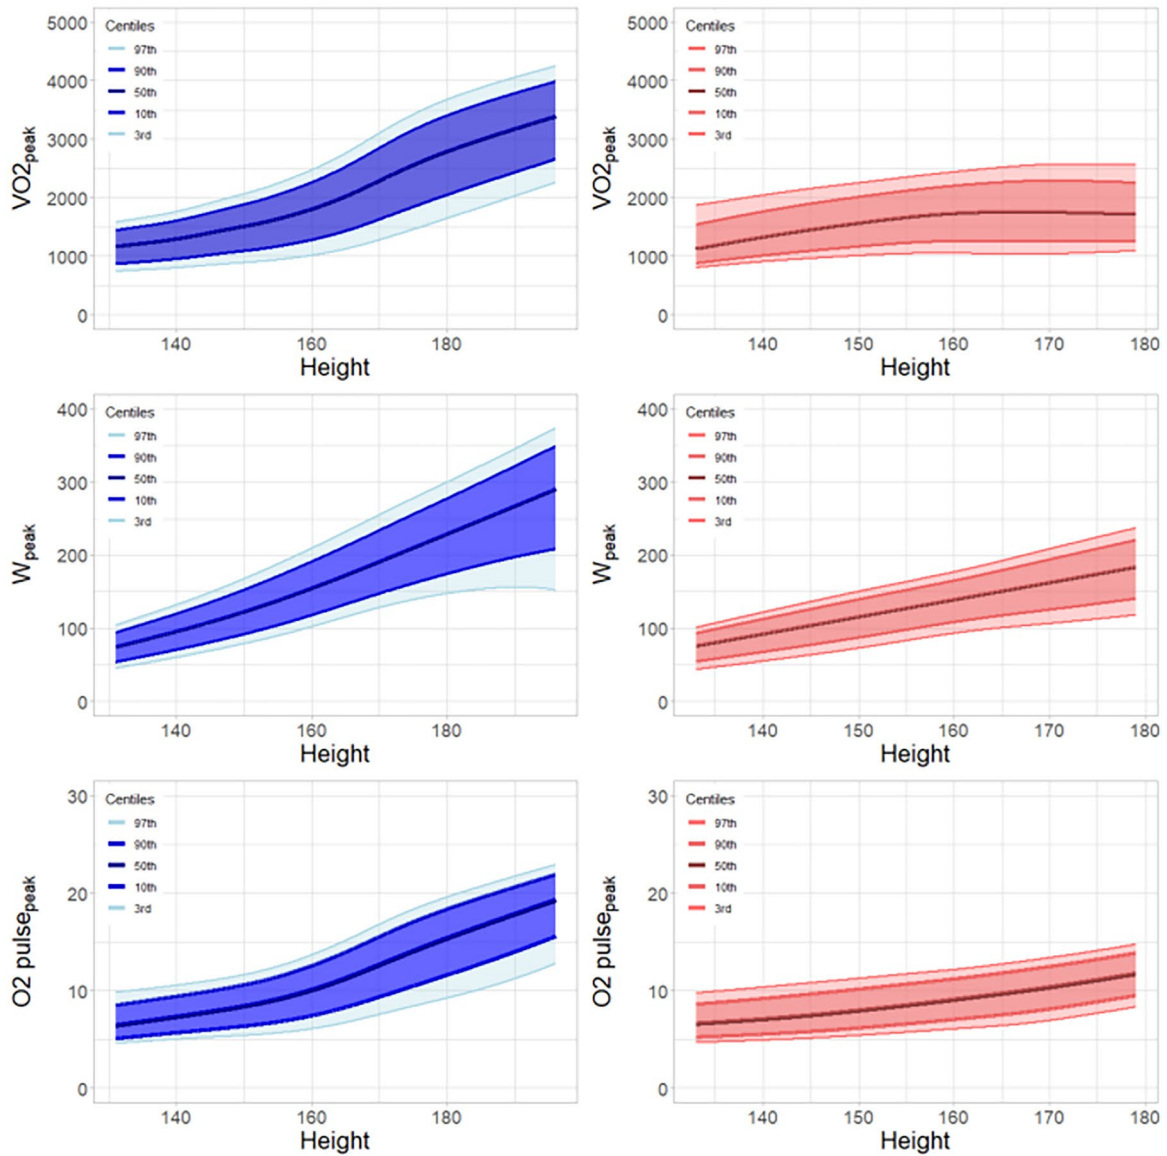 5000
4000
3000
2000
1000
0
VO2peak
Centiles
97th
90th
50th
10th
3rd
140 160 180
Height
5000
4000
3000
2000
1000
0
VO2peak
Centiles
97th
90th
50th
10th
3rd
140 150 160 170 180
Height
400
300
200
100
0
Wpeak
Centiles
97th
90th
50th
10th
3rd
140 160 180
Height
400
300
200
100
0
Wpeak
Centiles
97th
90th
50th
10th
3rd
140 150 160 170 180
Height
30
20
10
0
O2 pulsepeak
Centiles
97th
90th
50th
10th
3rd
140 160 180
Height
30
20
10
0
O2 pulsepeak
Centiles
97th
90th
50th
10th
3rd
140 150 160 170 180
Height